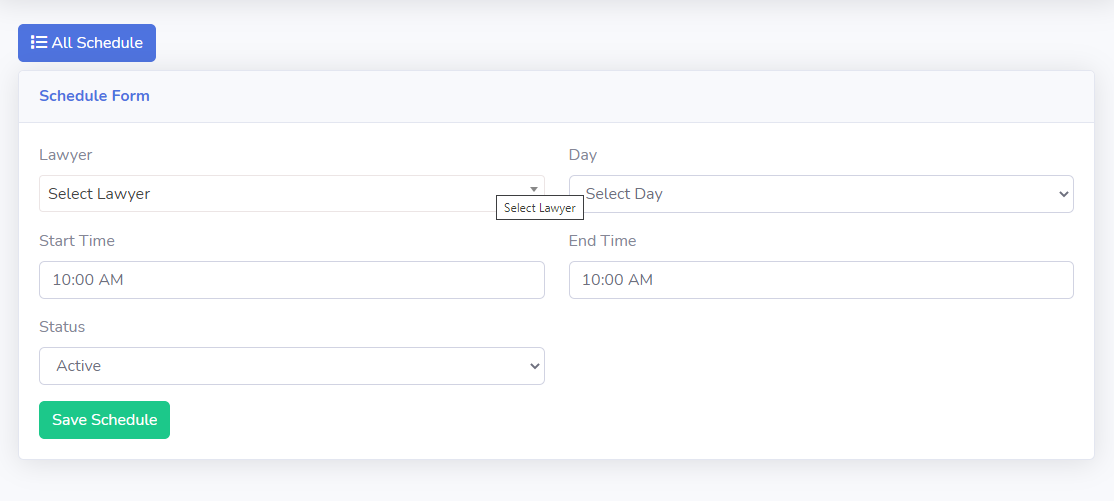 All Schedule
Schedule Form
Lawyer
Day
Select Lawyer
Select Day
Select Lawyer
Start Time
End Time
10:00 AM
10:00 AM
Status
Active
Save Schedule